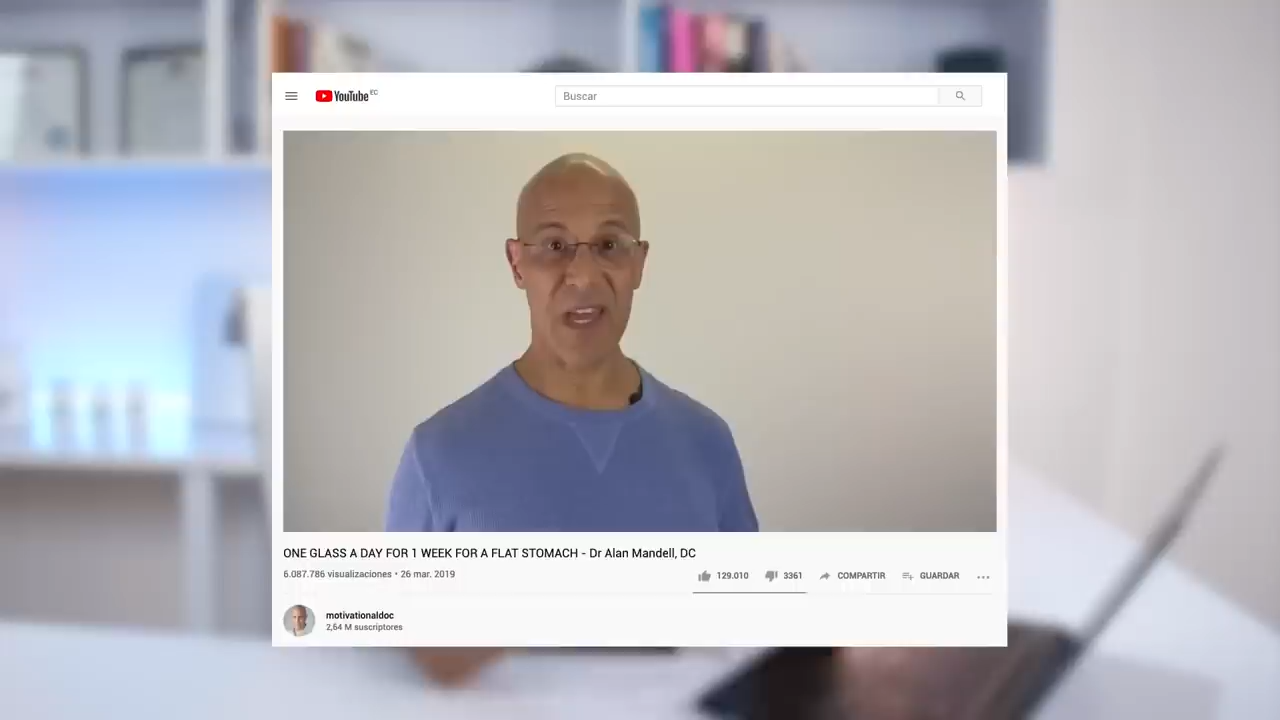 YouTube EC
Buscar
ONE GLASS A DAY FOR 1 WEEK FOR A FLAT STOMACH - Dr Alan Mandell, DC
6.087.786 visualizaciones • 26 mar. 2019
129.010 3361 COMPARTIR GUARDAR
motivationaldoc
2,64 M suscriptores